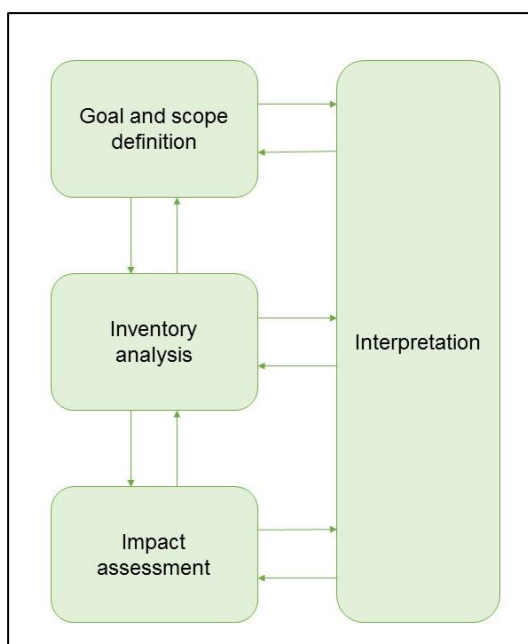 Goal and scope
definition
Inventory
analysis
Interpretation
Impact
assessment